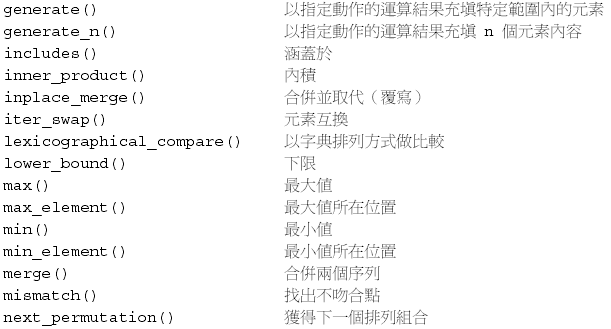 generate() 以指定動作的運算結果充填特定範圍內的元素
generate_n() 以指定動作的運算結果充填 n 個元素內容
includes() 涵蓋於
inner_product() 內積
inplace_merge() 合併並取代（覆寫）
iter_swap() 元素互換
lexicographical_compare() 以字典排列方式做比較
lower_bound() 下限
max() 最大值
max_element() 最大值所在位置
min() 最小值
min_element() 最小值所在位置
merge() 合併兩個序列
mismatch() 找出不吻合點
next_permutation() 獲得下一個排列組合